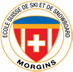 ECOLE SUISSE DE SKI ET DE SNOWBOARD
MORGINS